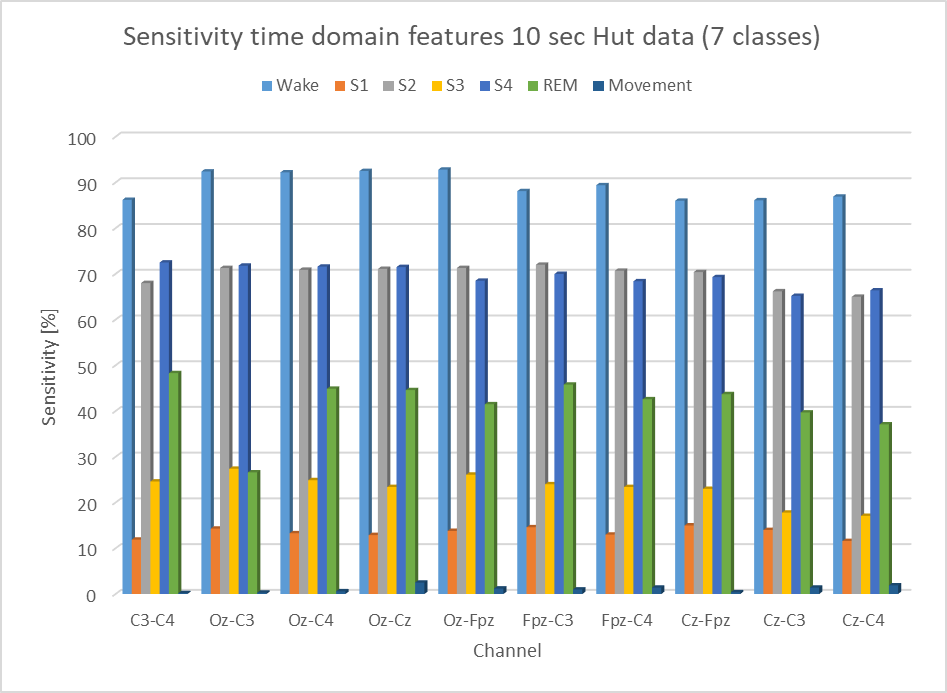 Sensitivity time domain features 10 sec Hut data (7 classes)
Wake S1 S2 S3 S4 REM Movement
100
90
80
70
60
50
40
30
20
10
0
Sensitivity [%]
C3-C4 Oz-C3 Oz-C4 Oz-Cz Oz-Fpz Fpz-C3 Fpz-C4 Cz-Fpz Cz-C3 Cz-C4
Channel